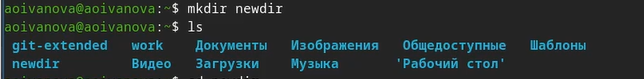 aoivanova@aoivanova:~$ mkdir newdir
aoivanova@aoivanova:~$ ls
git-extended work Документы Изображения Общедоступные Шаблоны
newdir Видео Загрузки Музыка 'Рабочий стол'